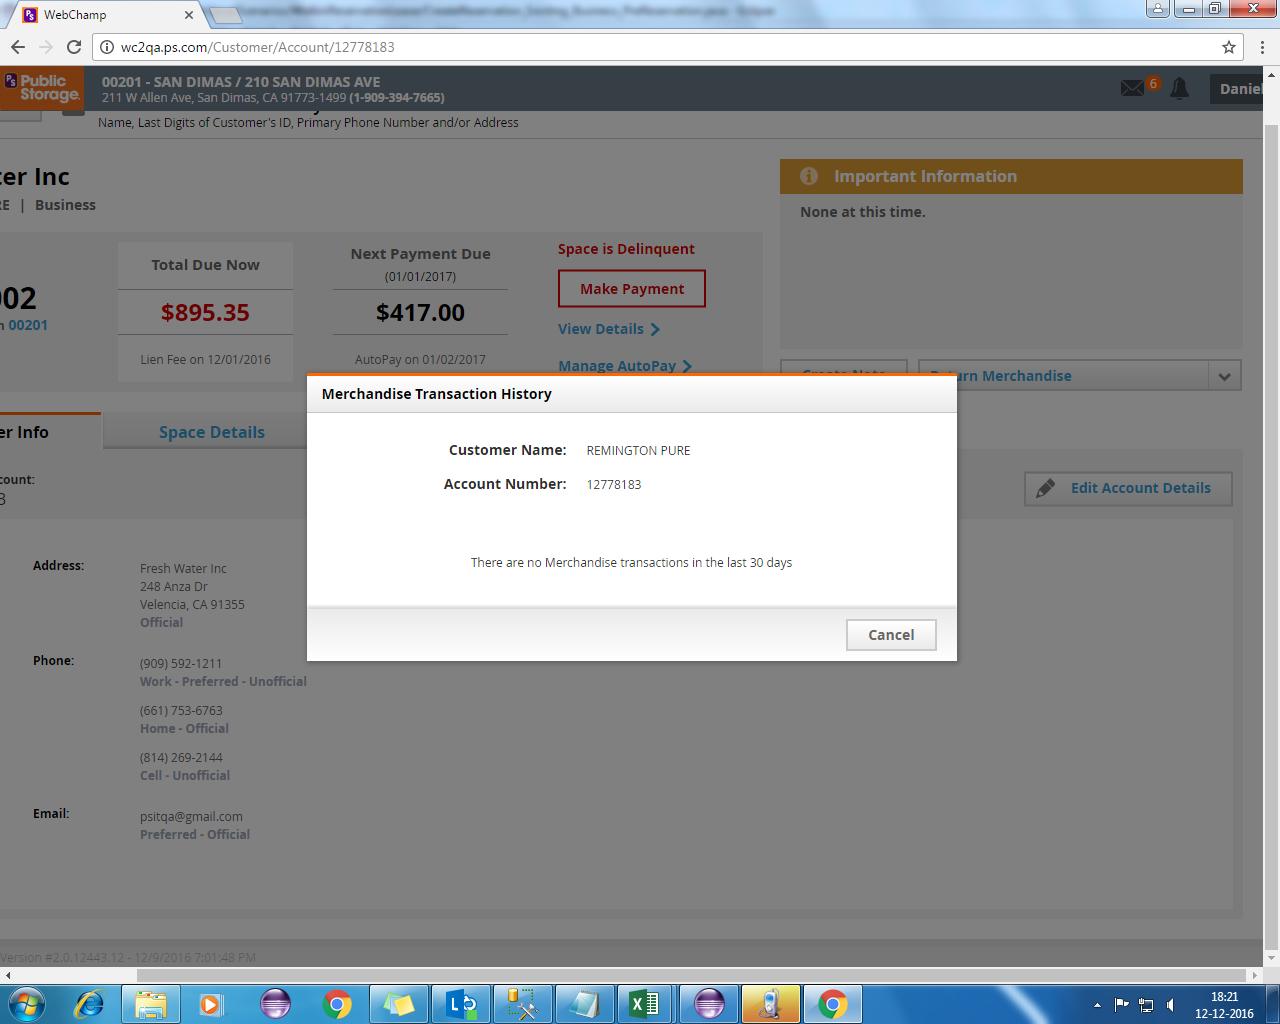 WebChamp
wc2qa.ps.com/Customer/Account/12778183
Public
Storage.
00201 - SAN DIMAS / 210 SAN DIMAS AVE
211 W Allen Ave, San Dimas, CA 91773-1499 (1-909-394-7665)
6
Daniel
Name, Last Digits of Customer's ID, Primary Phone Number and/or Address
ter Inc
RE | Business
Important Information
None at this time.
002
n 00201
Total Due Now
$895.35
Lien Fee on 12/01/2016
Next Payment Due
(01/01/2017)
$417.00
AutoPay on 01/02/2017
Space is Delinquent
Make Payment
View Details
Manage AutoPay
Create Note
Return Merchandise
er Info
Space Details
count:
3
Edit Account Details
Merchandise Transaction History
Customer Name: REMINGTON PURE
Account Number: 12778183
There are no Merchandise transactions in the last 30 days
Cancel
Address:
Fresh Water Inc
248 Anza Dr
Velencia, CA 91355
Official
Phone:
(909) 592-1211
Work - Preferred - Unofficial
(661) 753-6763
Home - Official
(814) 269-2144
Cell - Unofficial
Email:
psitqa@gmail.com
Preferred - Official
Version #2.0.12443.12 - 12/9/2016 7:01:48 PM
18:21
12-12-2016